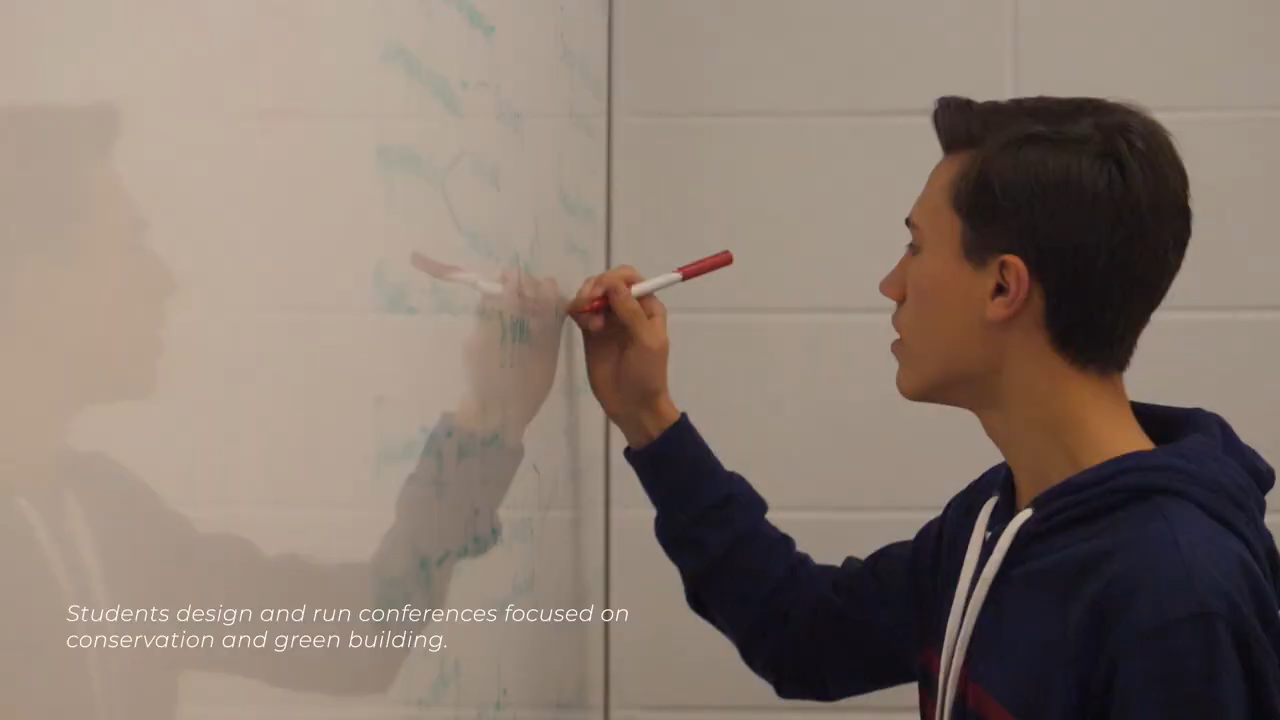 Students design and run conferences focused on
conservation and green building.